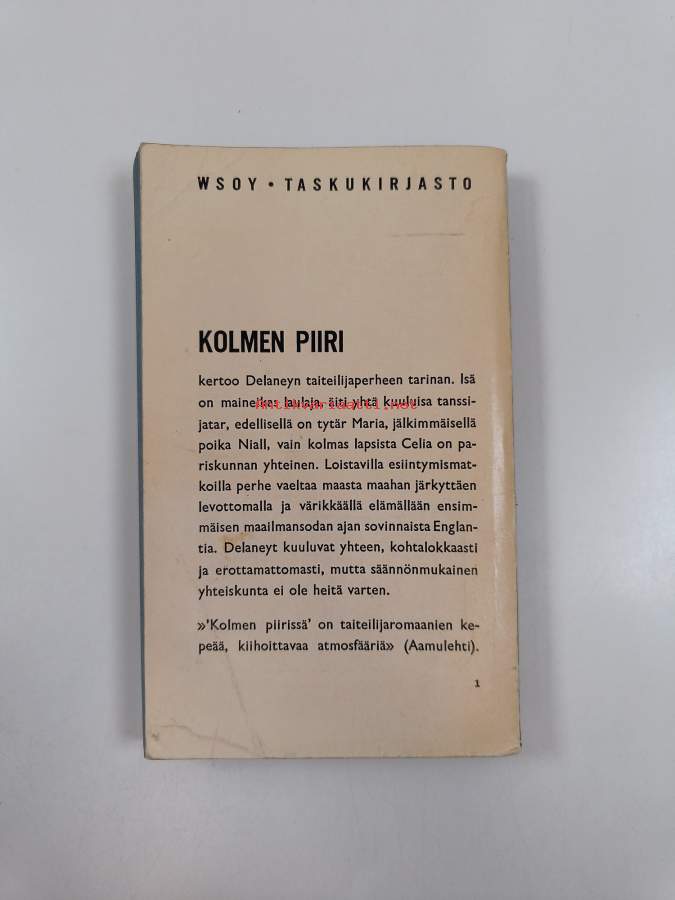 WSOY • TASKUKIRJASTO
KOLMEN PIIRI
kertoo Delaneyn taiteilijaperheen tarinan. Isä
on maineikas laulaja, äiti yhtä kuuluisa tanssi-
Antikvariaatti.net
jatar, edellisellä on tytär Maria, jälkimmäisellä
poika Niall, vain kolmas lapsista Celia on pa-
riskunnan yhteinen. Loistavilla esiintymismat-
koilla perhe vaeltaa maasta maahan järkyttäen
levottomalla ja värikkäällä elämällään ensim-
mäisen maailmansodan ajan sovinnaista Englan-
tia. Delaneyt kuuluvat yhteen, kohtalokkaasti
ja erottamattomasti, mutta säännönmukainen
yhteiskunta ei ole heitä varten.
»'Kolmen piirissä' on taiteilijaromaanien ke-
peää, kiihoittavaa atmosfääriä» (Aamulehti).
1